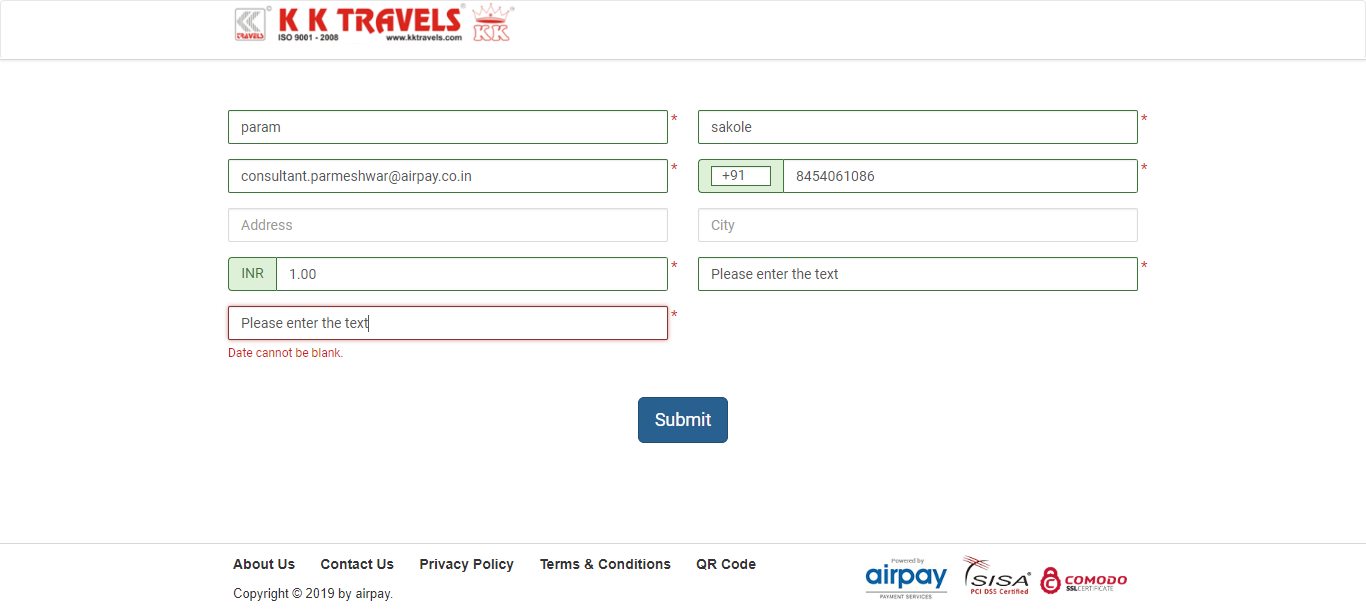 TRAVELS
K K TRAVELS
KK
ISO 9001 - 2008 www.kktravels.com
param * sakole *
consultant.parmeshwar@airpay.co.in * +91 8454061086 *
Address City
INR 1.00 * Please enter the text *
Please enter the text *
Date cannot be blank.
Submit
About Us Contact Us Privacy Policy Terms & Conditions QR Code
Copyright © 2019 by airpay.
Powered by
airpay
PAYMENT SERVICES
SISA
PCI DSS Certified
COMODO
SSL CERTIFICATE